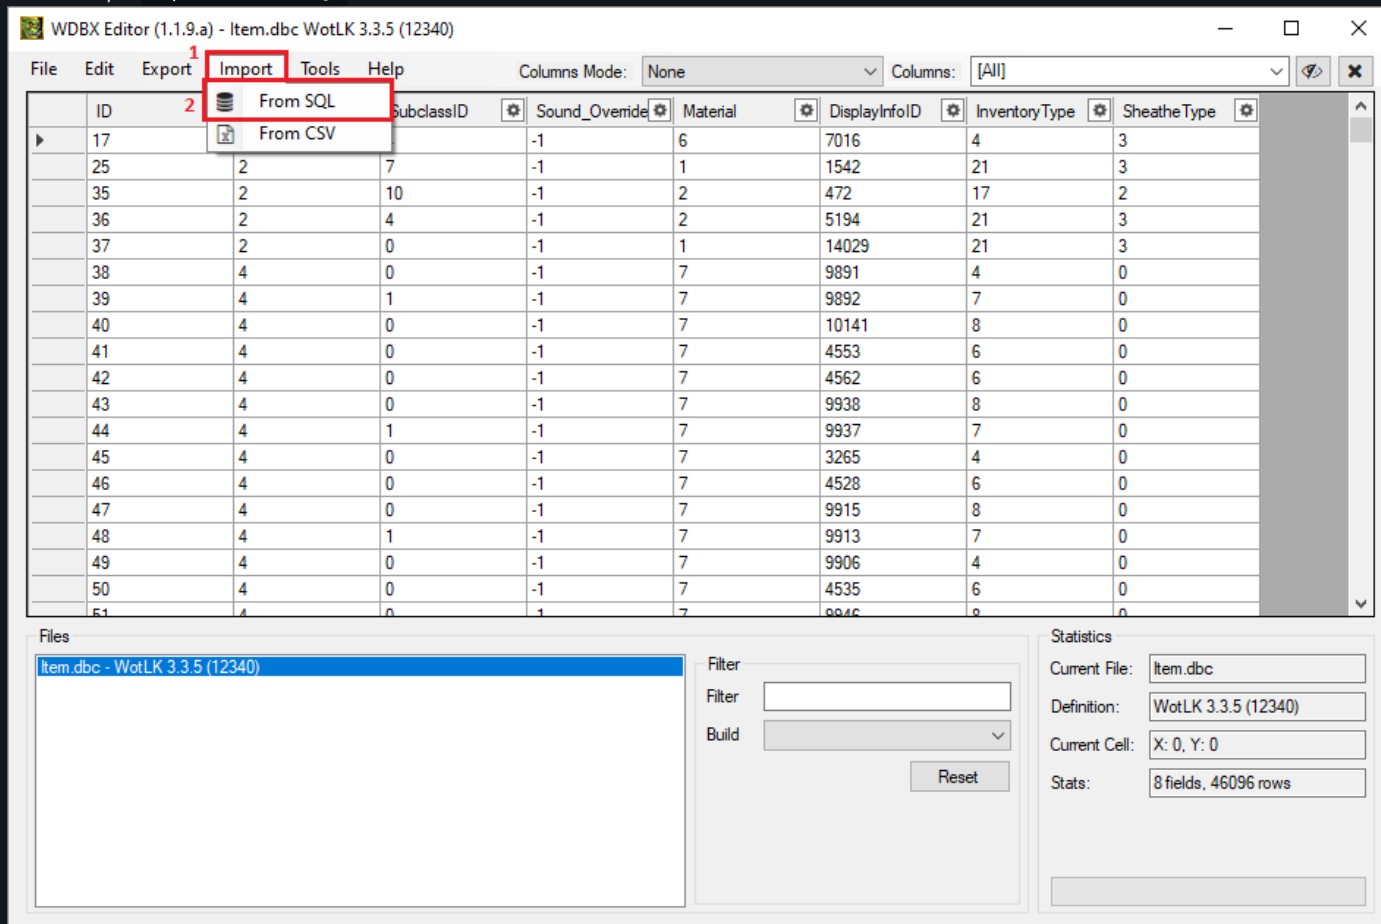 WDBX Editor (1.1.9.a) - Item.dbc WotLK 3.3.5 (12340)
1
File Edit Export Import Tools Help Columns Mode: None Columns: [All]
2 From SQL
From CSV
ID SubclassID Sound_Override Material DisplayInfoID InventoryType SheatheType
17 -1 6 7016 4 3
25 2 7 -1 1 1542 21 3
35 2 10 -1 2 472 17 2
36 2 4 -1 2 5194 21 3
37 2 0 -1 1 14029 21 3
38 4 0 -1 7 9891 4 0
39 4 1 -1 7 9892 7 0
40 4 0 -1 7 10141 8 0
41 4 0 -1 7 4553 6 0
42 4 0 -1 7 4562 6 0
43 4 0 -1 7 9938 8 0
44 4 1 -1 7 9937 7 0
45 4 0 -1 7 3265 4 0
46 4 0 -1 7 4528 6 0
47 4 0 -1 7 9915 8 0
48 4 1 -1 7 9913 7 0
49 4 0 -1 7 9906 4 0
50 4 0 -1 7 4535 6 0
51 4 0 -1 7 9946 8 0
Files
Item.dbc - WotLK 3.3.5 (12340)
Filter
Filter
Build
Reset
Statistics
Current File: Item.dbc
Definition: WotLK 3.3.5 (12340)
Current Cell: X: 0, Y: 0
Stats: 8 fields, 46096 rows